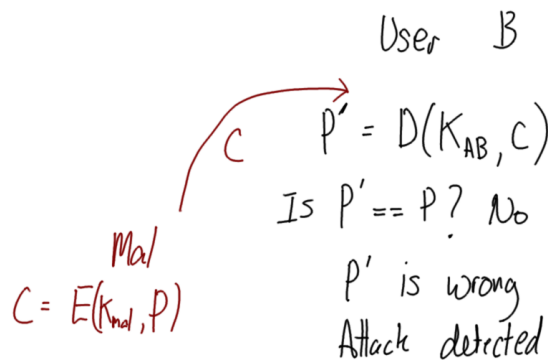 User B
C
P' = D(K_AB, C)
Is P' == P? No
Mal
C = E(K_mal, P)
P' is wrong
Attack detected